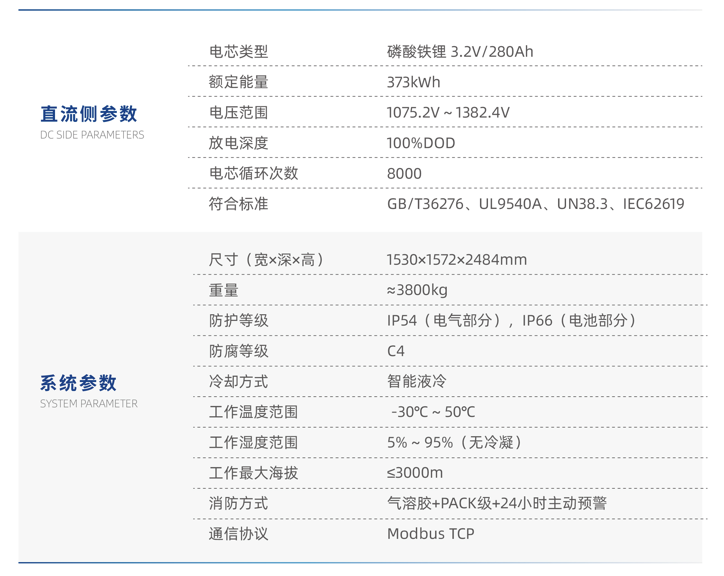 直流侧参数
DC SIDE PARAMETERS
电芯类型 磷酸铁锂 3.2V/280Ah
额定能量 373kWh
电压范围 1075.2V ~ 1382.4V
放电深度 100%DOD
电芯循环次数 8000
符合标准 GB/T36276、UL9540A、UN38.3、IEC62619
系统参数
SYSTEM PARAMETER
尺寸（宽×深×高） 1530×1572×2484mm
重量 ≈3800kg
防护等级 IP54（电气部分）, IP66（电池部分）
防腐等级 C4
冷却方式 智能液冷
工作温度范围 -30℃ ~ 50℃
工作湿度范围 5% ~ 95%（无冷凝）
工作最大海拔 ≤3000m
消防方式 气溶胶+PACK级+24小时主动预警
通信协议 Modbus TCP